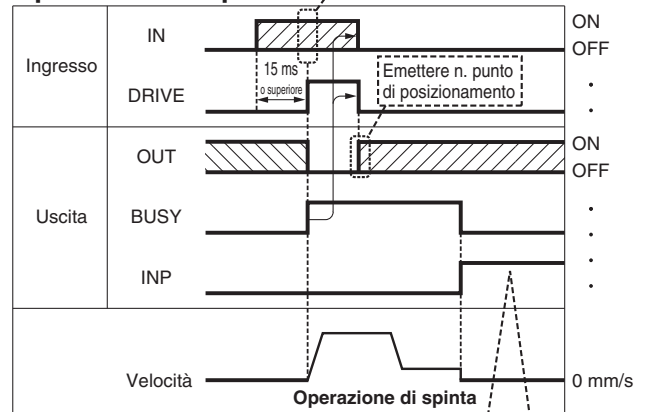 IN
ON
OFF
Ingresso
15 ms
o superiore
Emettere n. punto
di posizionamento
DRIVE
OUT
ON
OFF
Uscita
BUSY
INP
Velocità
0 mm/s
Operazione di spinta